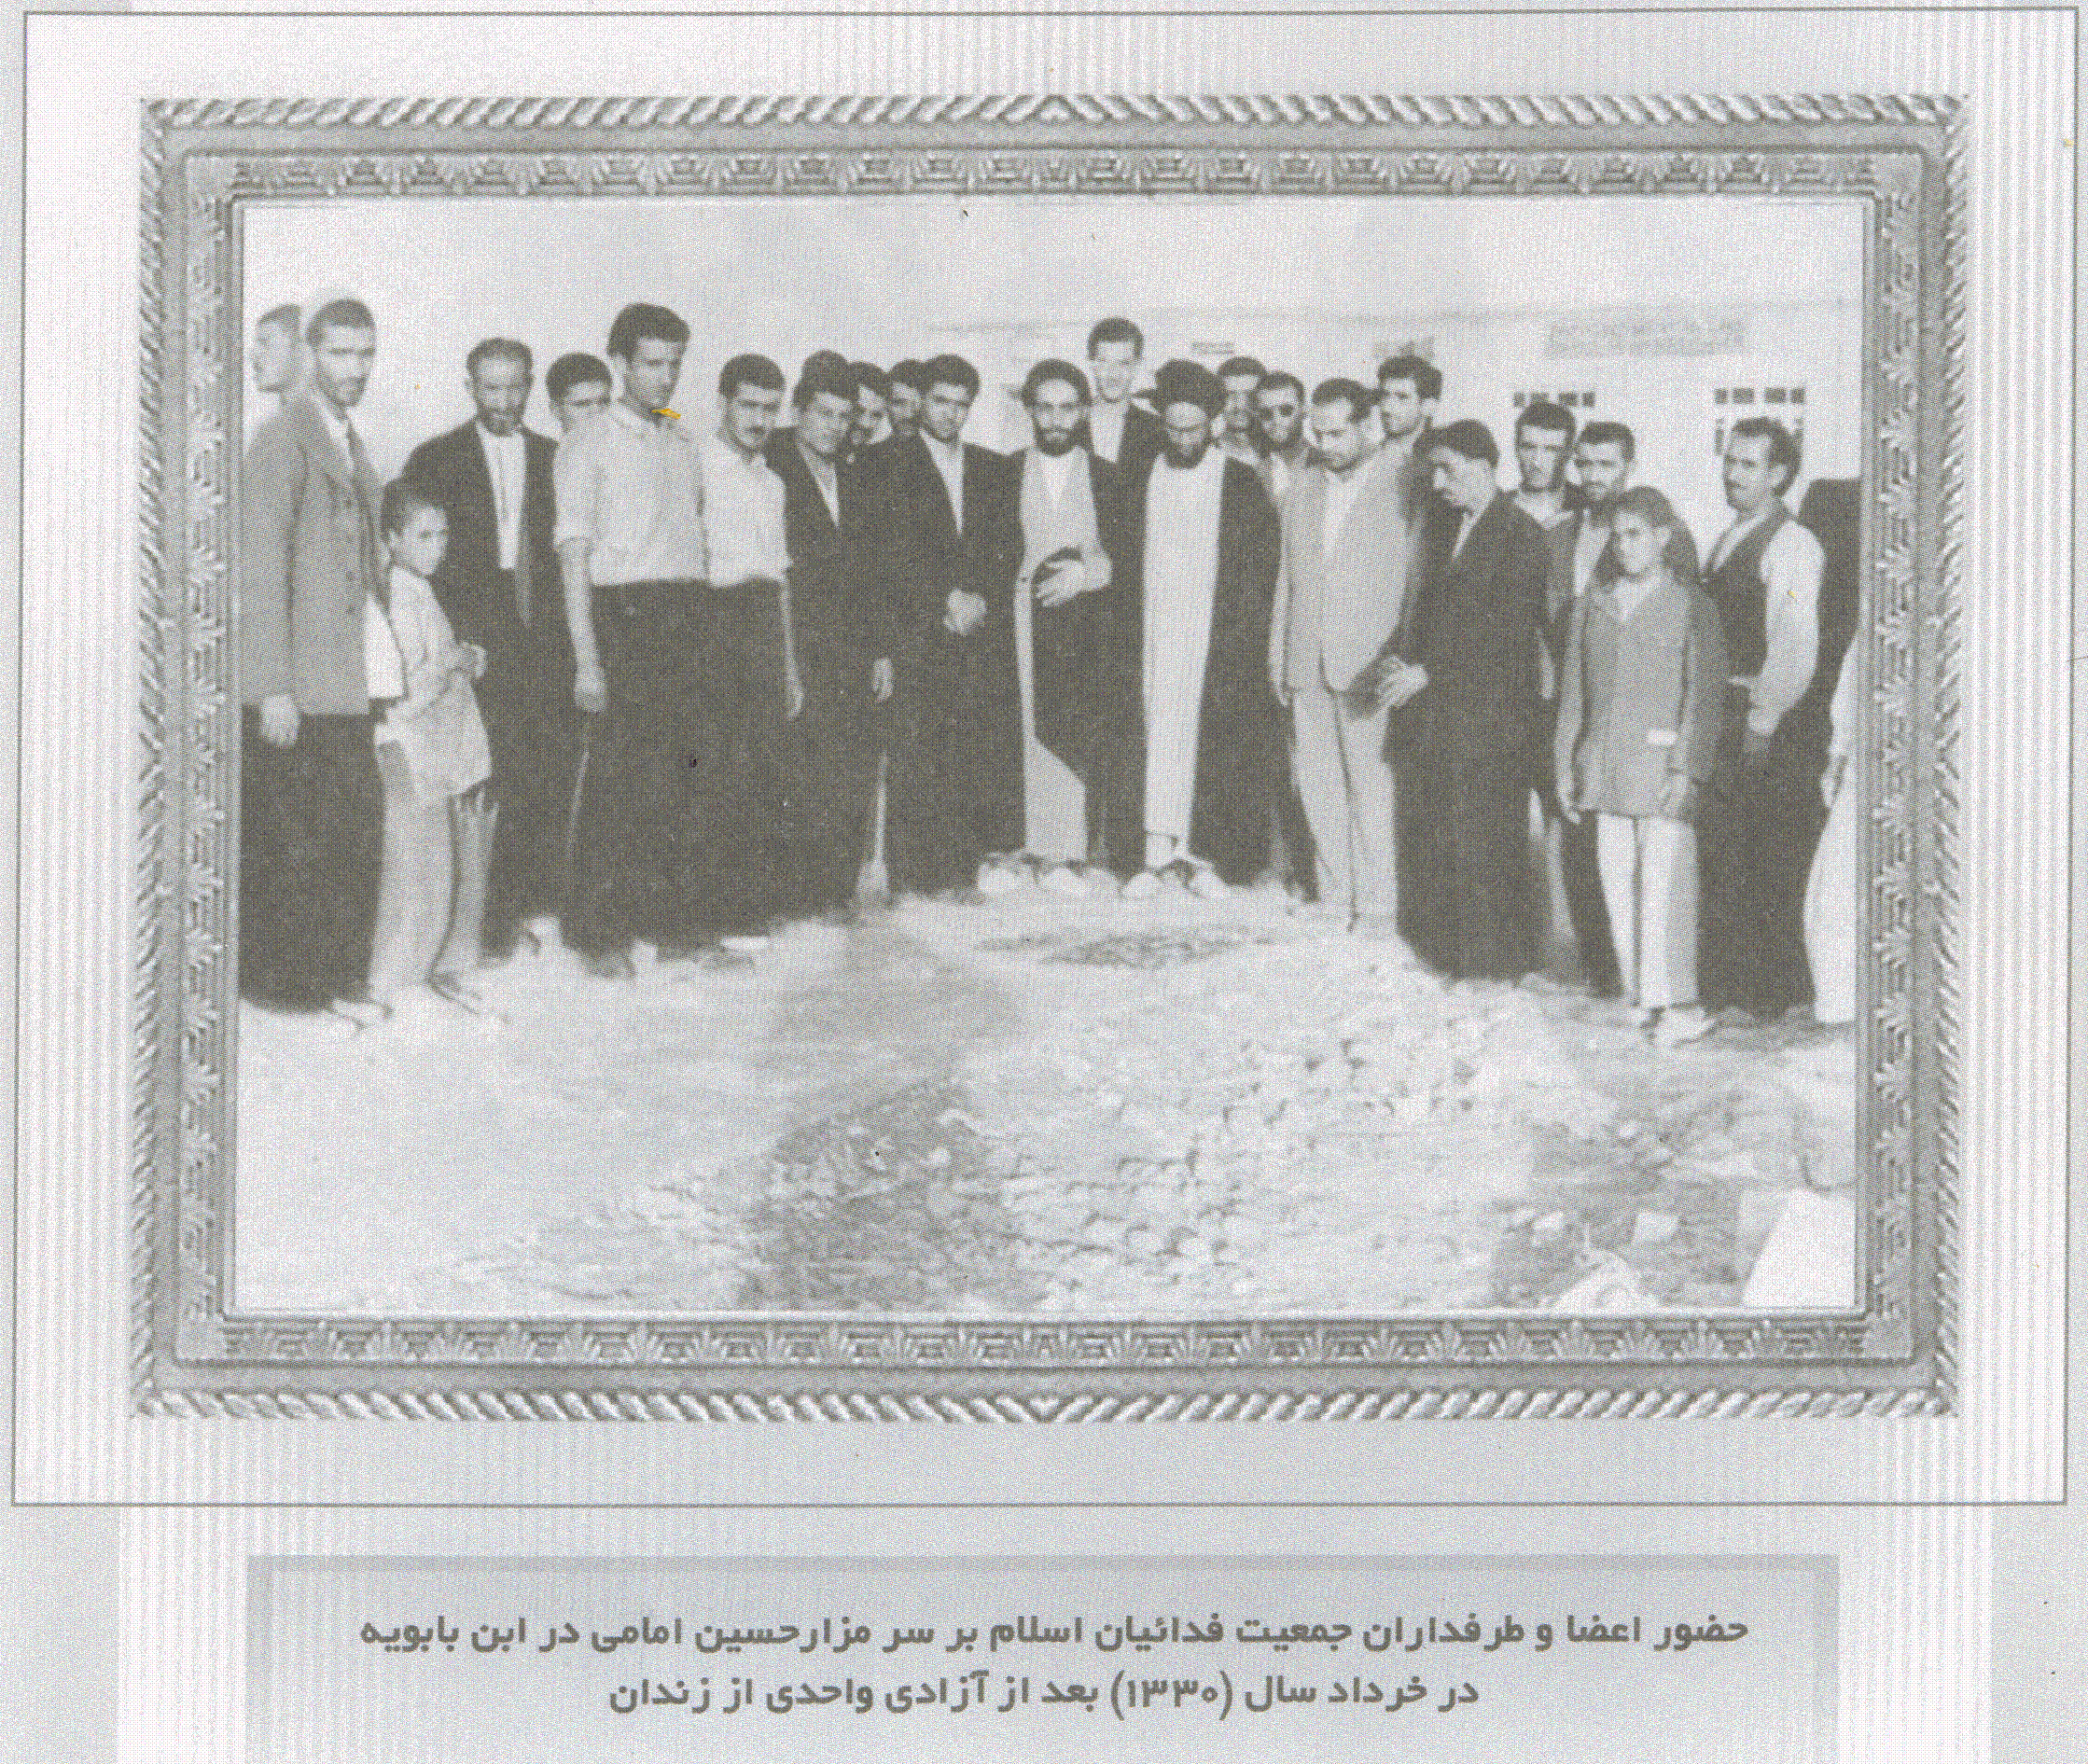 حضور اعضا و طرفداران جمعیت فدائیان اسلام بر سر مزارحسین امامی در ابن بابویه
در خرداد سال (۱۳۳۰) بعد از آزادی واحدی از زندان